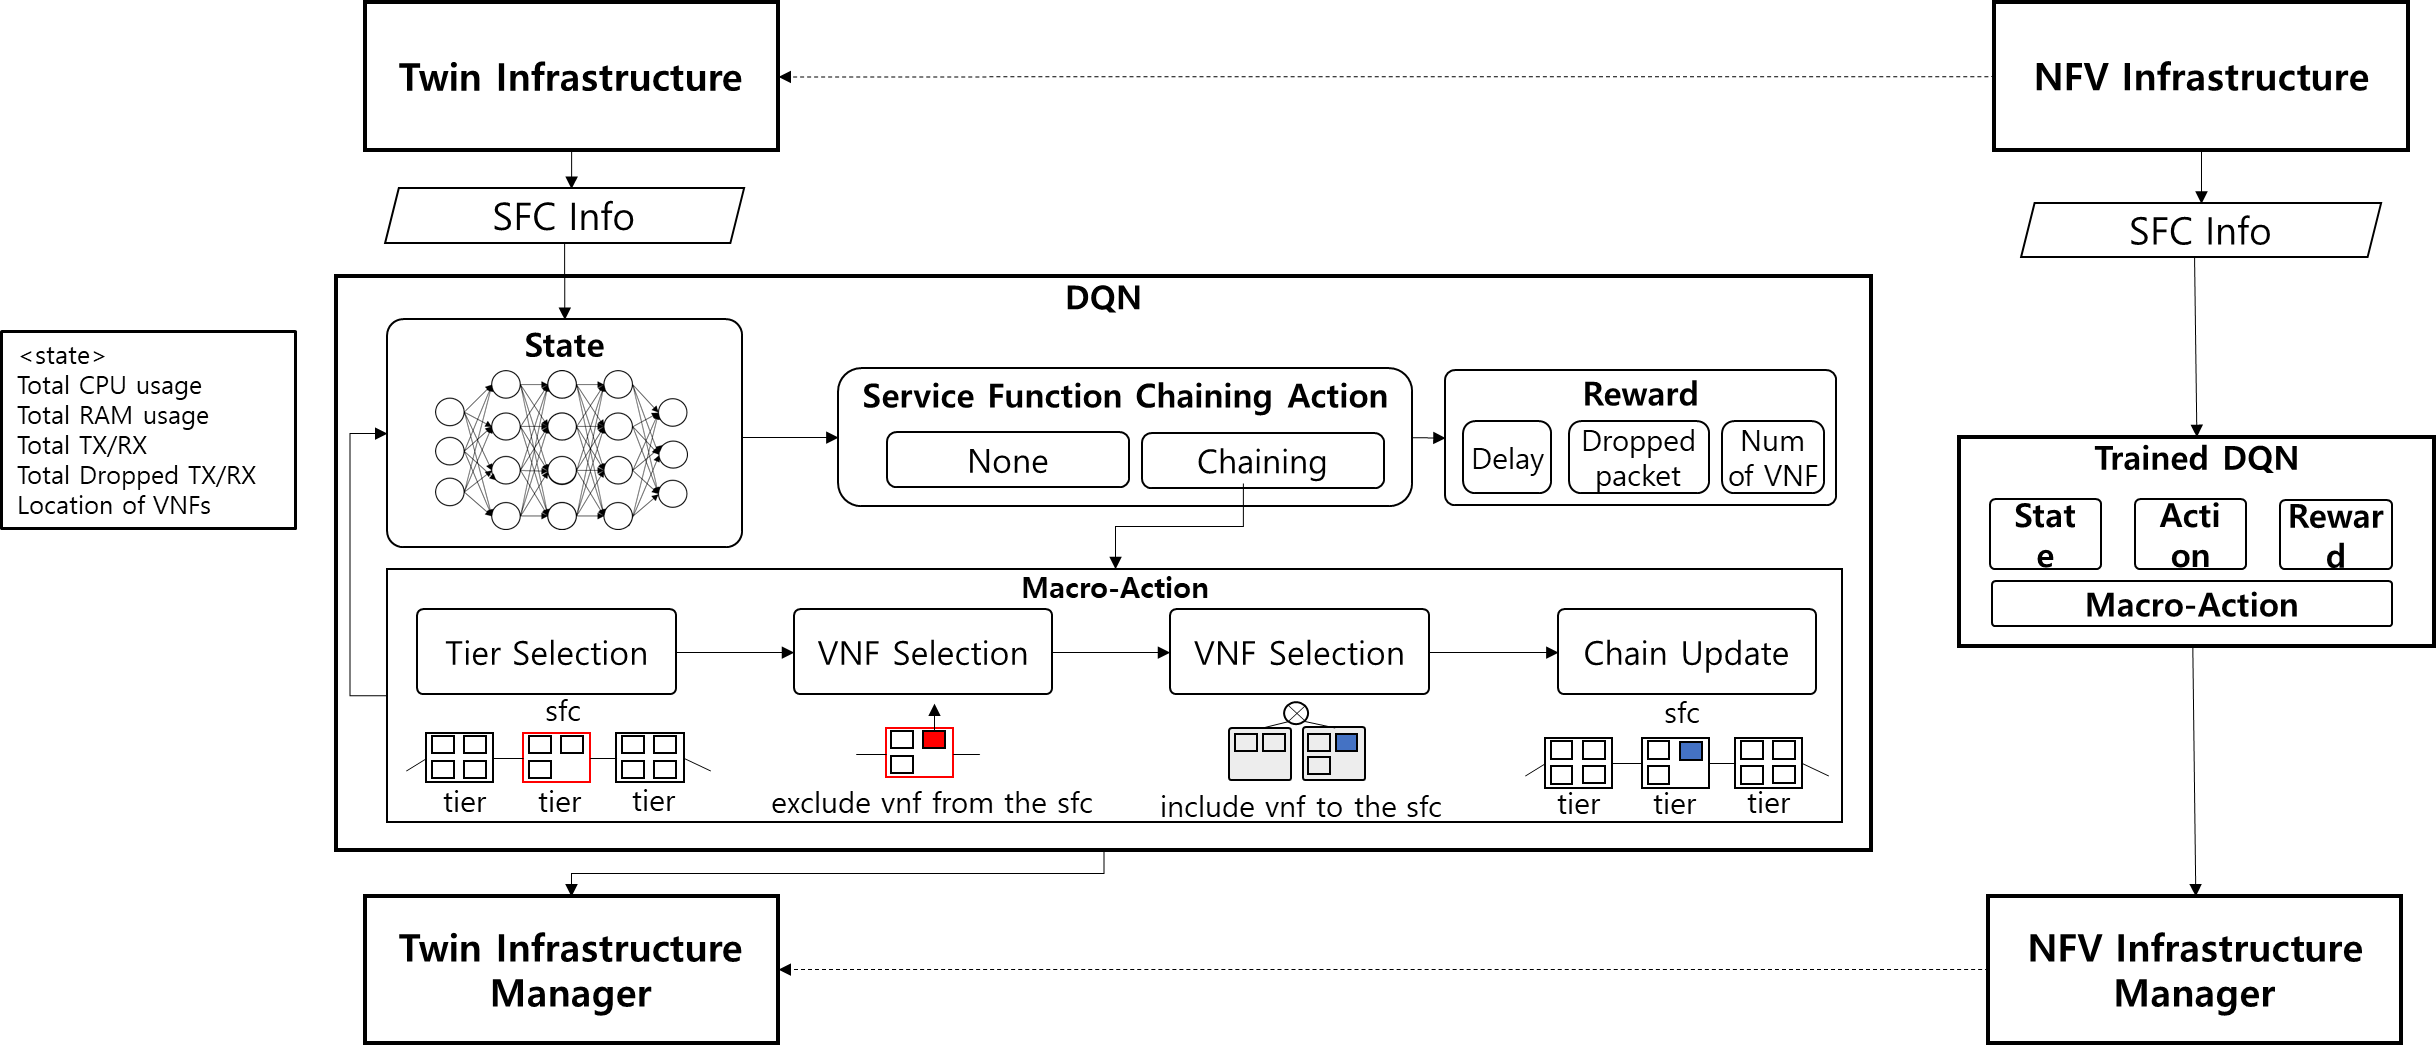 Twin Infrastructure
NFV Infrastructure
SFC Info
SFC Info
DQN
<state>
Total CPU usage
Total RAM usage
Total TX/RX
Total Dropped TX/RX
Location of VNFs
State
Service Function Chaining Action
None
Chaining
Reward
Delay
Dropped
packet
Num
of VNF
Trained DQN
Stat
e
Acti
on
Rewar
d
Macro-Action
Macro-Action
Tier Selection
VNF Selection
VNF Selection
Chain Update
sfc
tier
tier
tier
exclude vnf from the sfc
include vnf to the sfc
sfc
tier
tier
tier
Twin Infrastructure
Manager
NFV Infrastructure
Manager